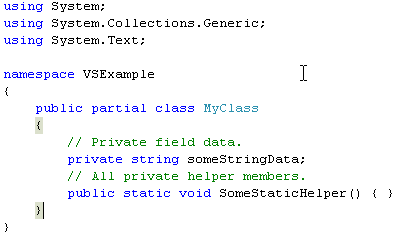 using System;
using System.Collections.Generic;
using System.Text;
namespace VSExample
{
    public partial class MyClass
    {
        // Private field data.
        private string someStringData;
        // All private helper members.
        public static void SomeStaticHelper() { }
    }
}